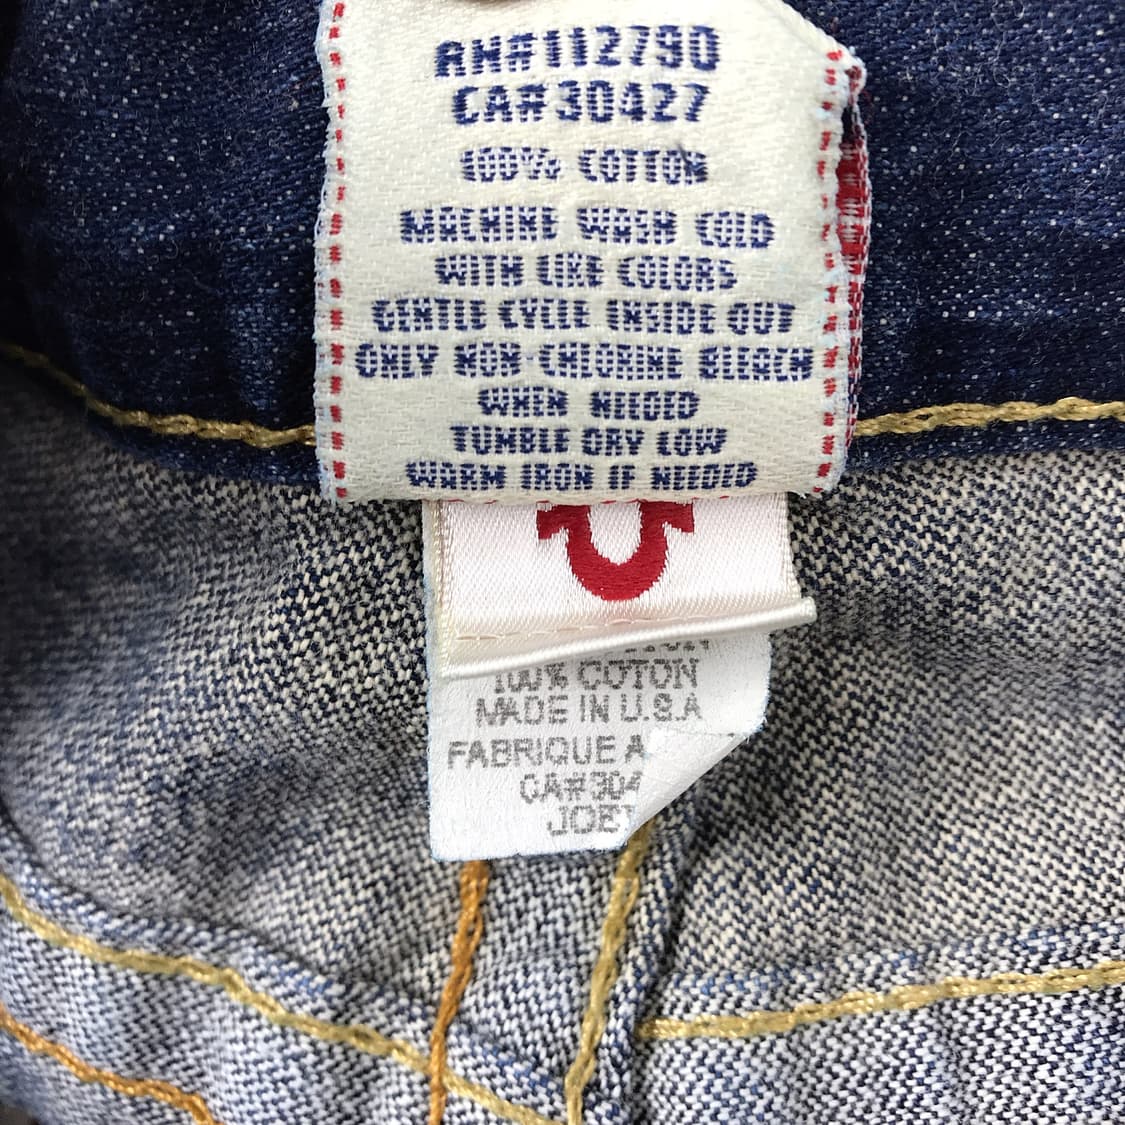 RN#112790
CA#30427
100% COTTON
MACHINE WASH COLD
WITH LIKE COLORS
GENTLE CYCLE INSIDE OUT
ONLY NON-CHLORINE BLEACH
WHEN NEEDED
TUMBLE DRY LOW
WARM IRON IF NEEDED
100% COTON
MADE IN U.S.A
FABRIQUE A
CA#304
JOE